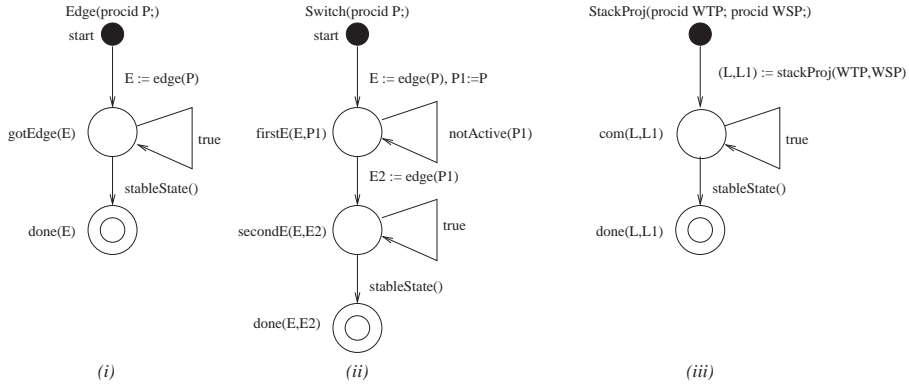 Edge(procid P;)
start
E := edge(P)
gotEdge(E)
true
stableState()
done(E)
(i)
Switch(procid P;)
start
E := edge(P), P1:=P
firstE(E,P1)
notActive(P1)
E2 := edge(P1)
secondE(E,E2)
true
stableState()
done(E,E2)
(ii)
StackProj(procid WTP; procid WSP;)
(L,L1) := stackProj(WTP,WSP)
com(L,L1)
true
stableState()
done(L,L1)
(iii)